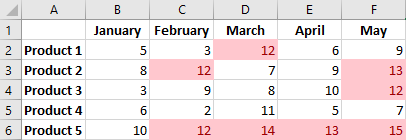 A B C D E F
1 January February March April May
2 Product 1 5 3 12 6 9
3 Product 2 8 12 7 9 13
4 Product 3 3 9 8 10 12
5 Product 4 6 2 11 5 7
6 Product 5 10 12 14 13 15